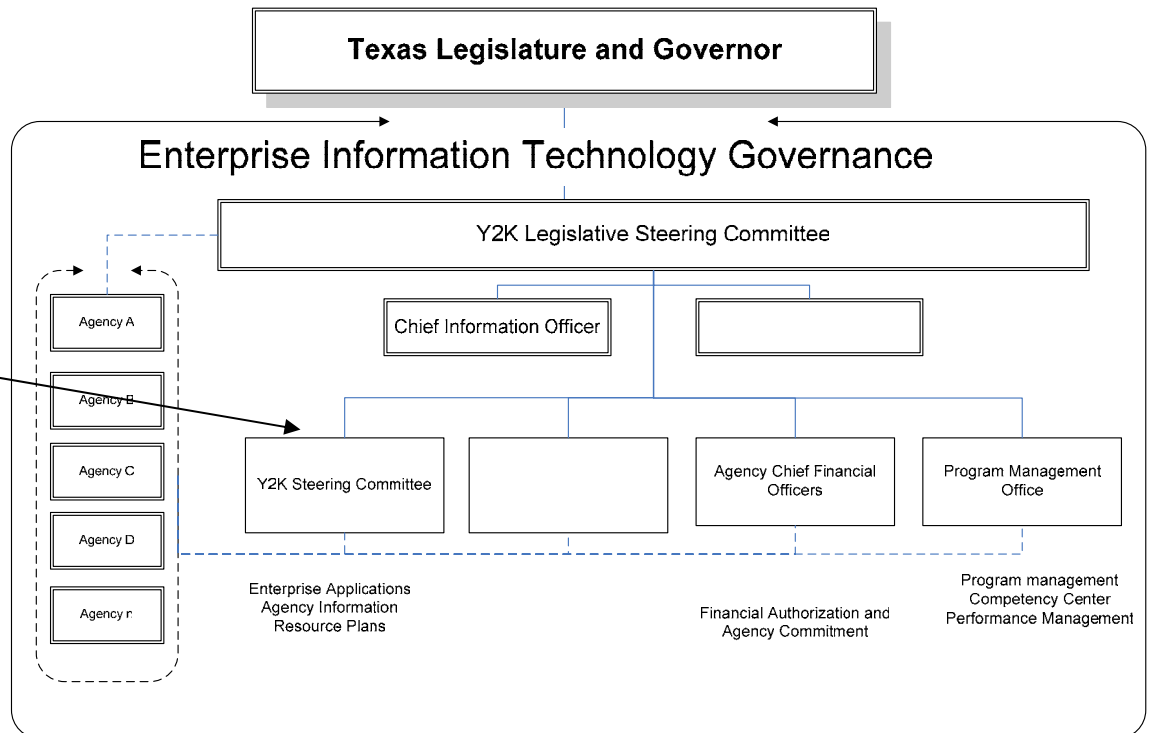 Texas Legislature and Governor
Enterprise Information Technology Governance
Y2K Legislative Steering Committee
Chief Information Officer
Agency A
Agency B
Agency C
Agency D
Agency n
Y2K Steering Committee
Agency Chief Financial
Officers
Program Management
Office
Enterprise Applications
Agency Information
Resource Plans
Financial Authorization and
Agency Commitment
Program management
Competency Center
Performance Management